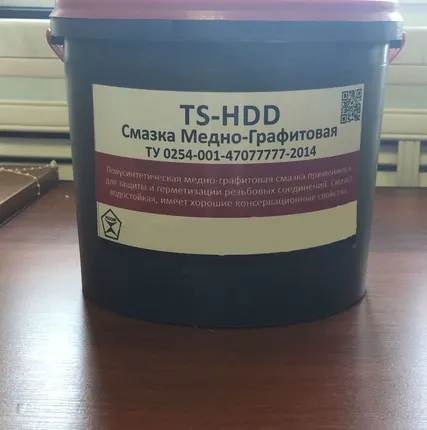 TS-HDD
Смазка Медно-Графитовая
ТУ 0254-001-47077777-2014
Полусинтетическая медно-графитовая смазка применяется
для защиты и герметизации резьбовых соединений. Смазка
водостойкая, имеет хорошие консервационные свойства.